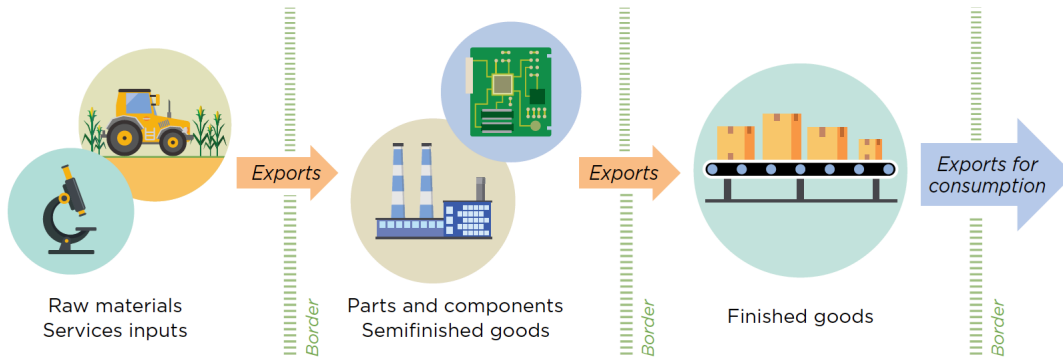 Exports
Exports
Exports for
consumption
Raw materials
Services inputs
Border
Parts and components
Semifinished goods
Border
Finished goods
Border